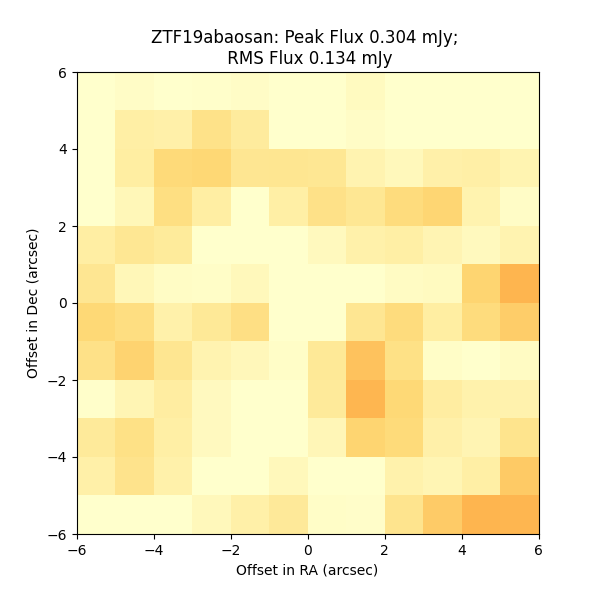 ZTF19abaosan: Peak Flux 0.304 mJy;
RMS Flux 0.134 mJy
6
4
2
0
−2
−4
−6
Offset in Dec (arcsec)
−6 −4 −2 0 2 4 6
Offset in RA (arcsec)